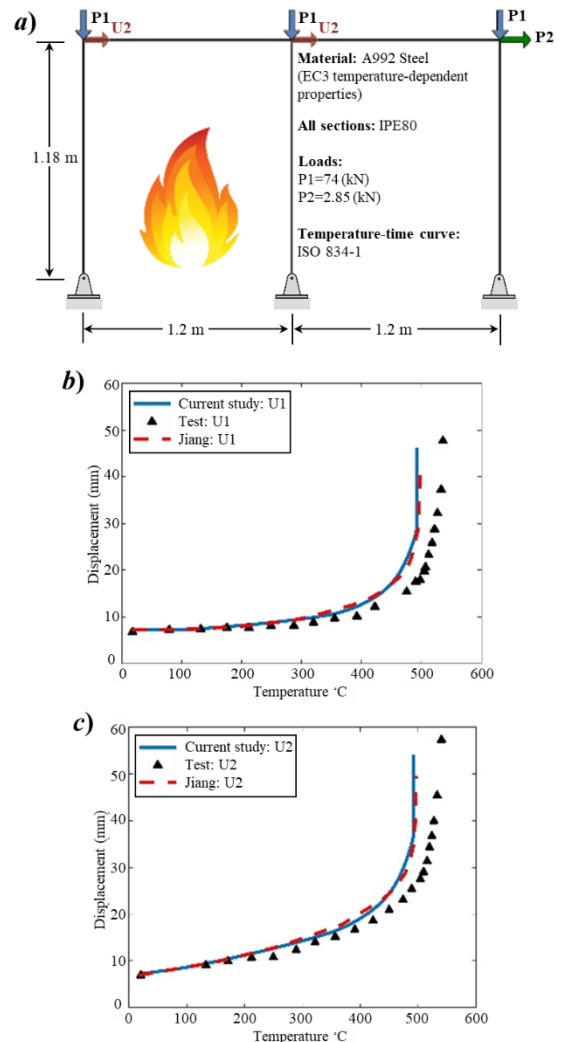 a)
P1
U2
P1
U2
P1
P2
Material: A992 Steel
(EC3 temperature-dependent
properties)
All sections: IPE80
Loads:
P1=74 (kN)
P2=2.85 (kN)
Temperature-time curve:
ISO 834-1
1.18 m
1.2 m
1.2 m
b)
Current study: U1
Test: U1
Jiang: U1
Displacement (mm)
60
50
40
30
20
10
0
0 100 200 300 400 500 600
Temperature °C
c)
Current study: U2
Test: U2
Jiang: U2
Displacement (mm)
60
50
40
30
20
10
0
0 100 200 300 400 500 600
Temperature °C